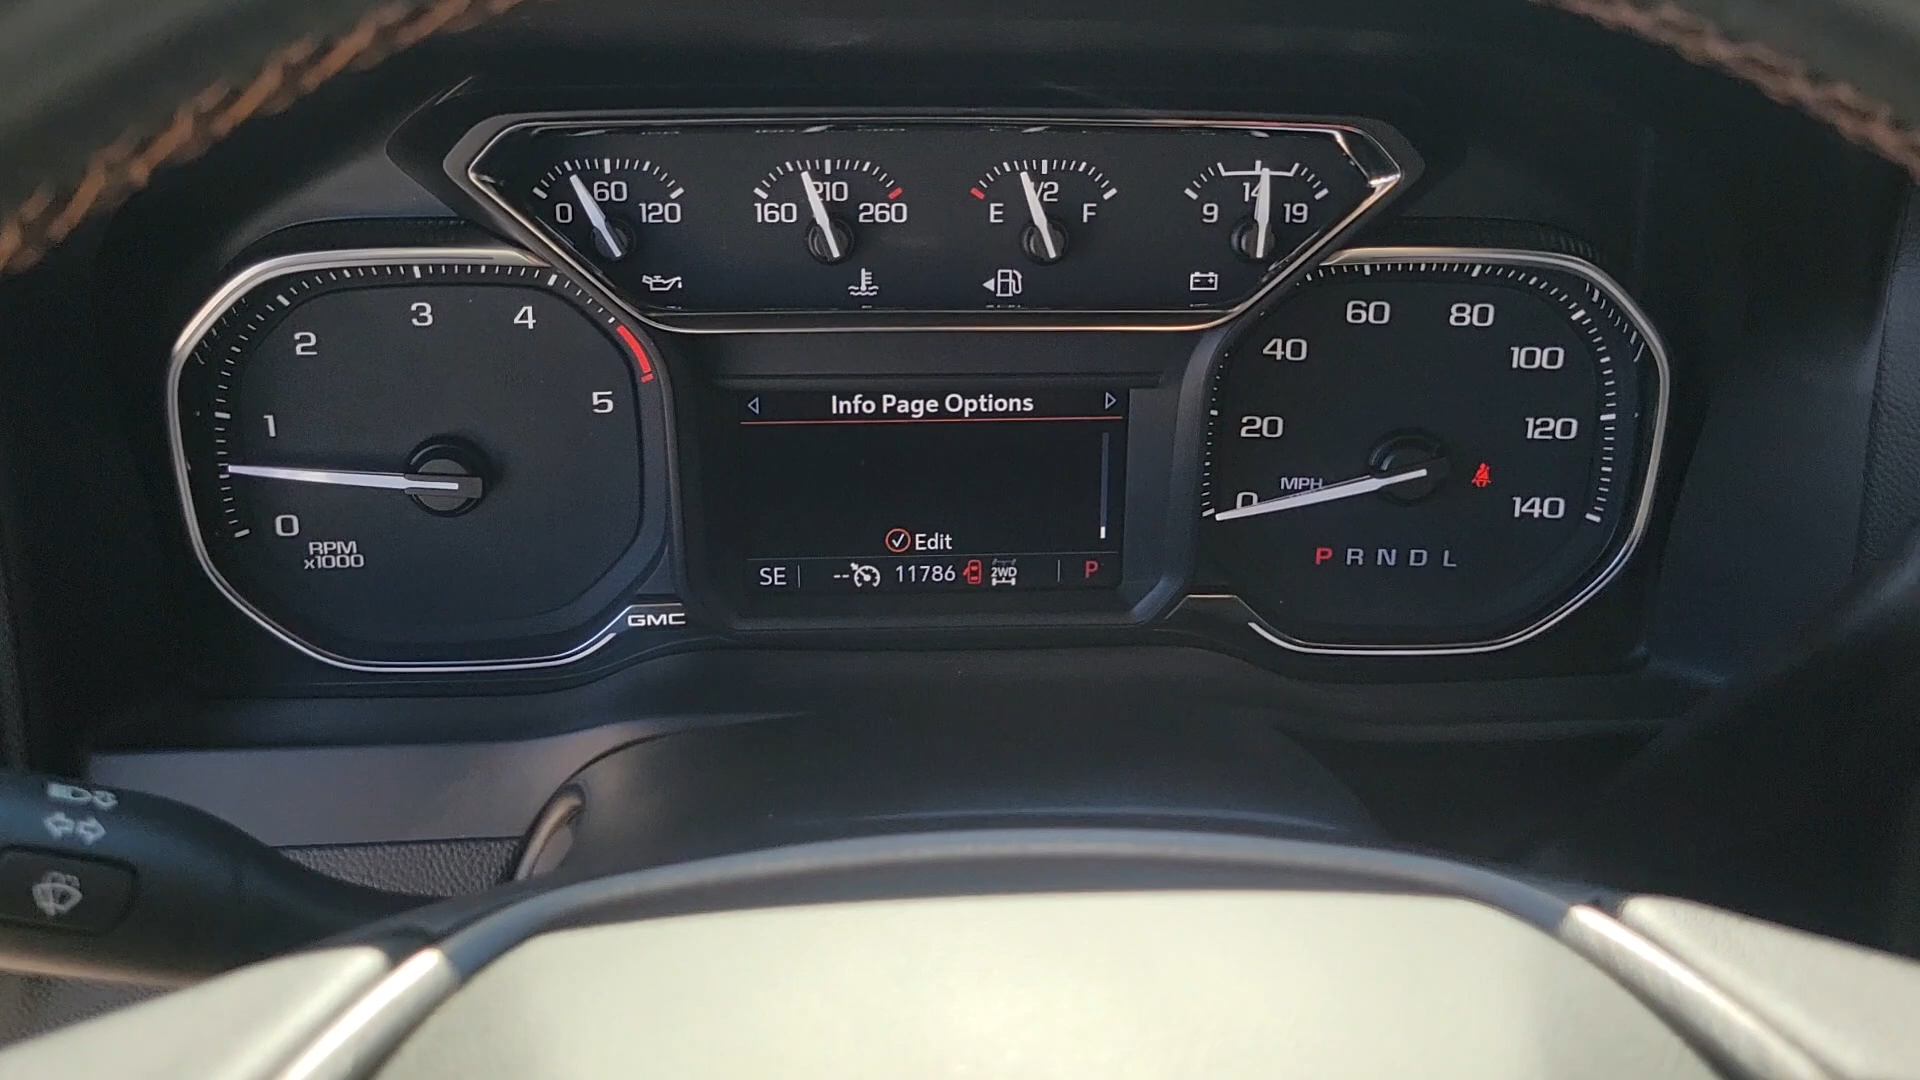 0 60 120
160 210 260
E 1/2 F
9 14 19
0 1 2 3 4 5
RPM
x1000
GMC
Info Page Options
Edit
SE -- 11786 2WD P
0 20 40 60 80 100 120 140
MPH
P R N D L